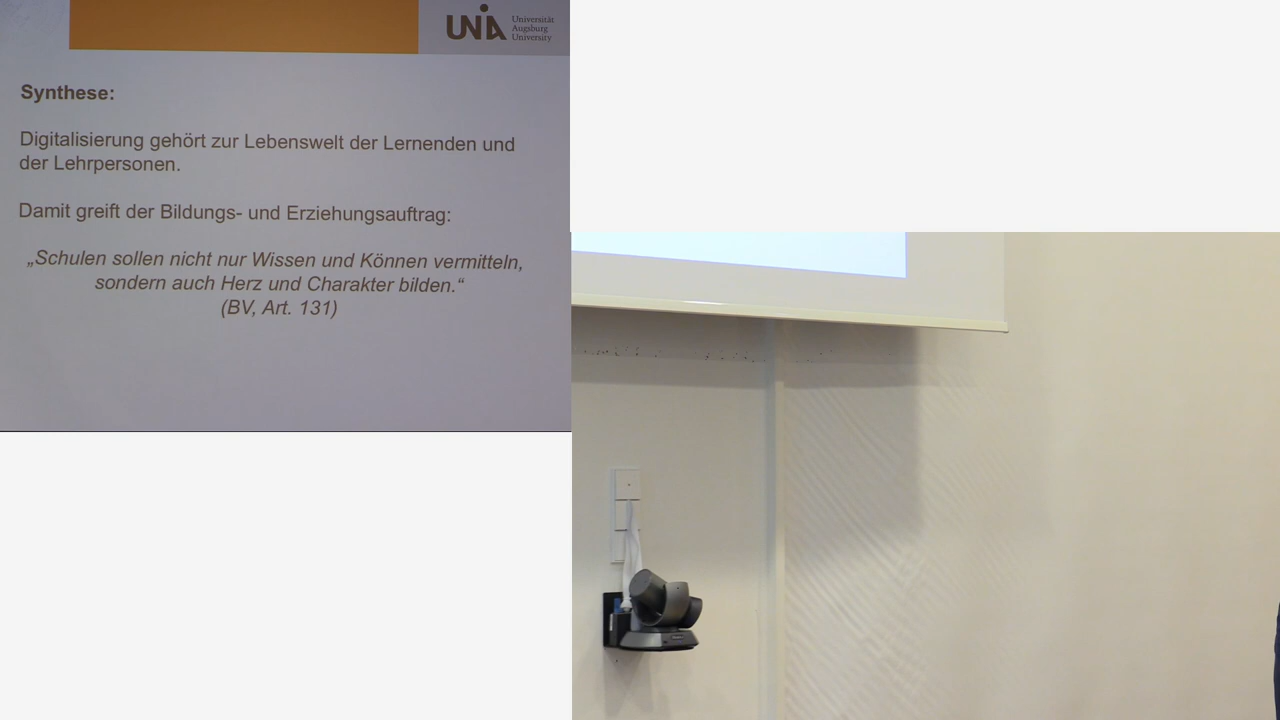 UNIA
Universität
Augsburg
University
Synthese:
Digitalisierung gehört zur Lebenswelt der Lernenden und
der Lehrpersonen.
Damit greift der Bildungs- und Erziehungsauftrag:
„Schulen sollen nicht nur Wissen und Können vermitteln,
sondern auch Herz und Charakter bilden.“
(BV, Art. 131)